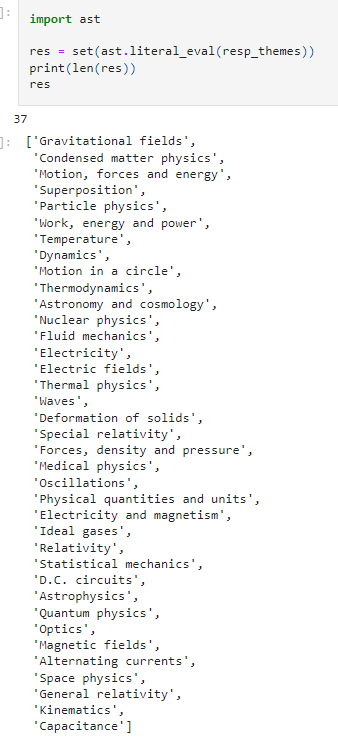 ]:
import ast
res = set(ast.literal_eval(resp_themes))
print(len(res))
res
37
]:
['Gravitational fields',
'Condensed matter physics',
'Motion, forces and energy',
'Superposition',
'Particle physics',
'Work, energy and power',
'Temperature',
'Dynamics',
'Motion in a circle',
'Thermodynamics',
'Astronomy and cosmology',
'Nuclear physics',
'Fluid mechanics',
'Electricity',
'Electric fields',
'Thermal physics',
'Waves',
'Deformation of solids',
'Special relativity',
'Forces, density and pressure',
'Medical physics',
'Oscillations',
'Physical quantities and units',
'Electricity and magnetism',
'Ideal gases',
'Relativity',
'Statistical mechanics',
'D.C. circuits',
'Astrophysics',
'Quantum physics',
'Optics',
'Magnetic fields',
'Alternating currents',
'Space physics',
'General relativity',
'Kinematics',
'Capacitance']